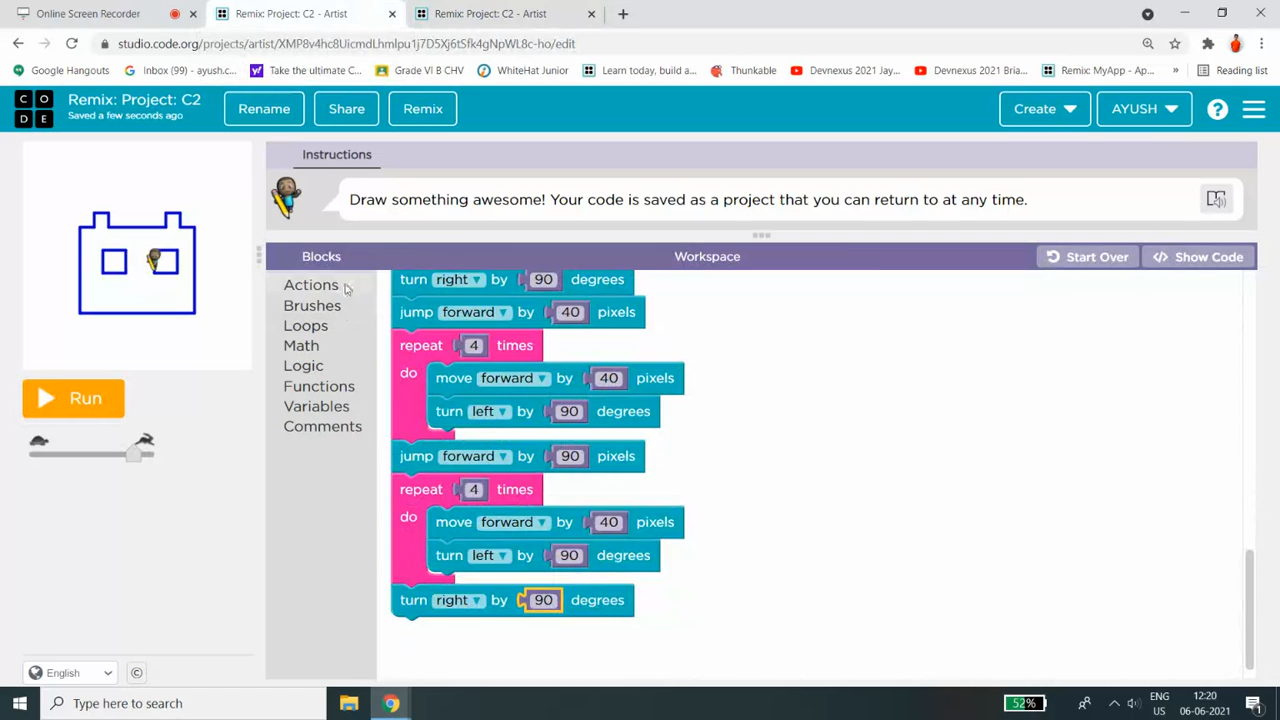 Online Screen Recorder
Remix: Project: C2 - Artist
Remix: Project: C2 - Artist
studio.code.org/projects/artist/XMP8v4hc8UicmdLhmlpu1j7D5Xj6tSfk4gNpWL8c-ho/edit
Google Hangouts
Inbox (99) - ayush.c...
Take the ultimate C...
Grade VI B CHV
WhiteHat Junior
Learn today, build a...
Thunkable
Devnexus 2021 Jay...
Devnexus 2021 Bria...
Remix: MyApp - Ap...
»
Reading list
C O D E
Remix: Project: C2
Saved a few seconds ago
Rename
Share
Remix
Create
AYUSH
?
Instructions
Draw something awesome! Your code is saved as a project that you can return to at any time.
Blocks
Workspace
Start Over
</> Show Code
Actions
Brushes
Loops
Math
Logic
Functions
Variables
Comments
turn right by 90 degrees
jump forward by 40 pixels
repeat 4 times
do
move forward by 40 pixels
turn left by 90 degrees
jump forward by 90 pixels
repeat 4 times
do
move forward by 40 pixels
turn left by 90 degrees
turn right by 90 degrees
Run
English
©
Type here to search
52%
ENG
US
12:20
06-06-2021
1